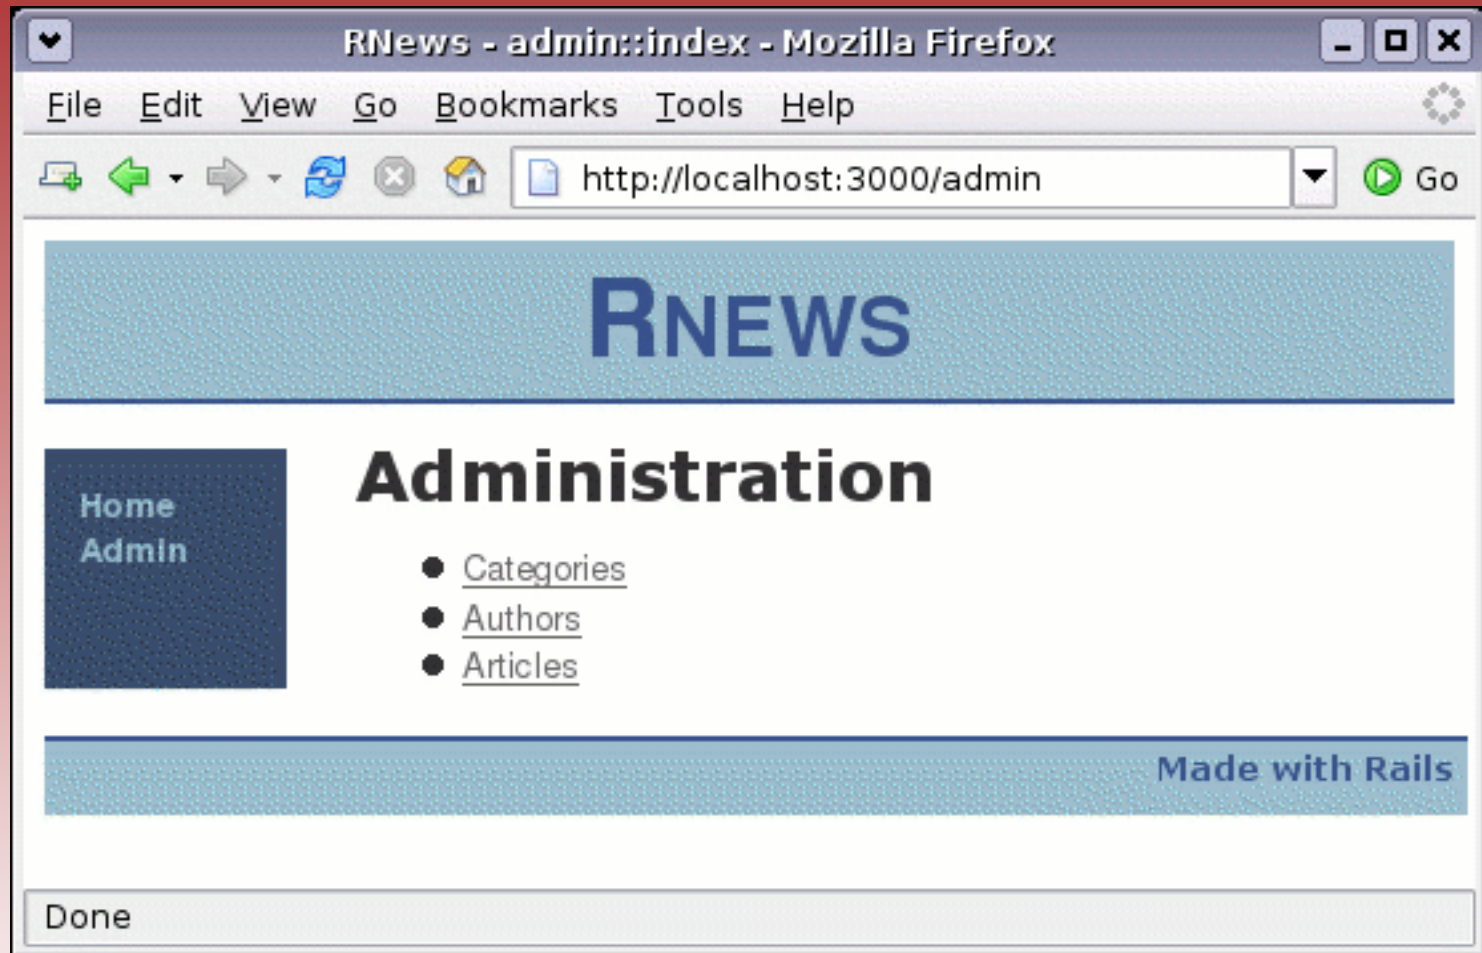 RNews - admin::index - Mozilla Firefox
File Edit View Go Bookmarks Tools Help
http://localhost:3000/admin Go
RNEWS
Home
Admin
Administration
Categories
Authors
Articles
Made with Rails
Done